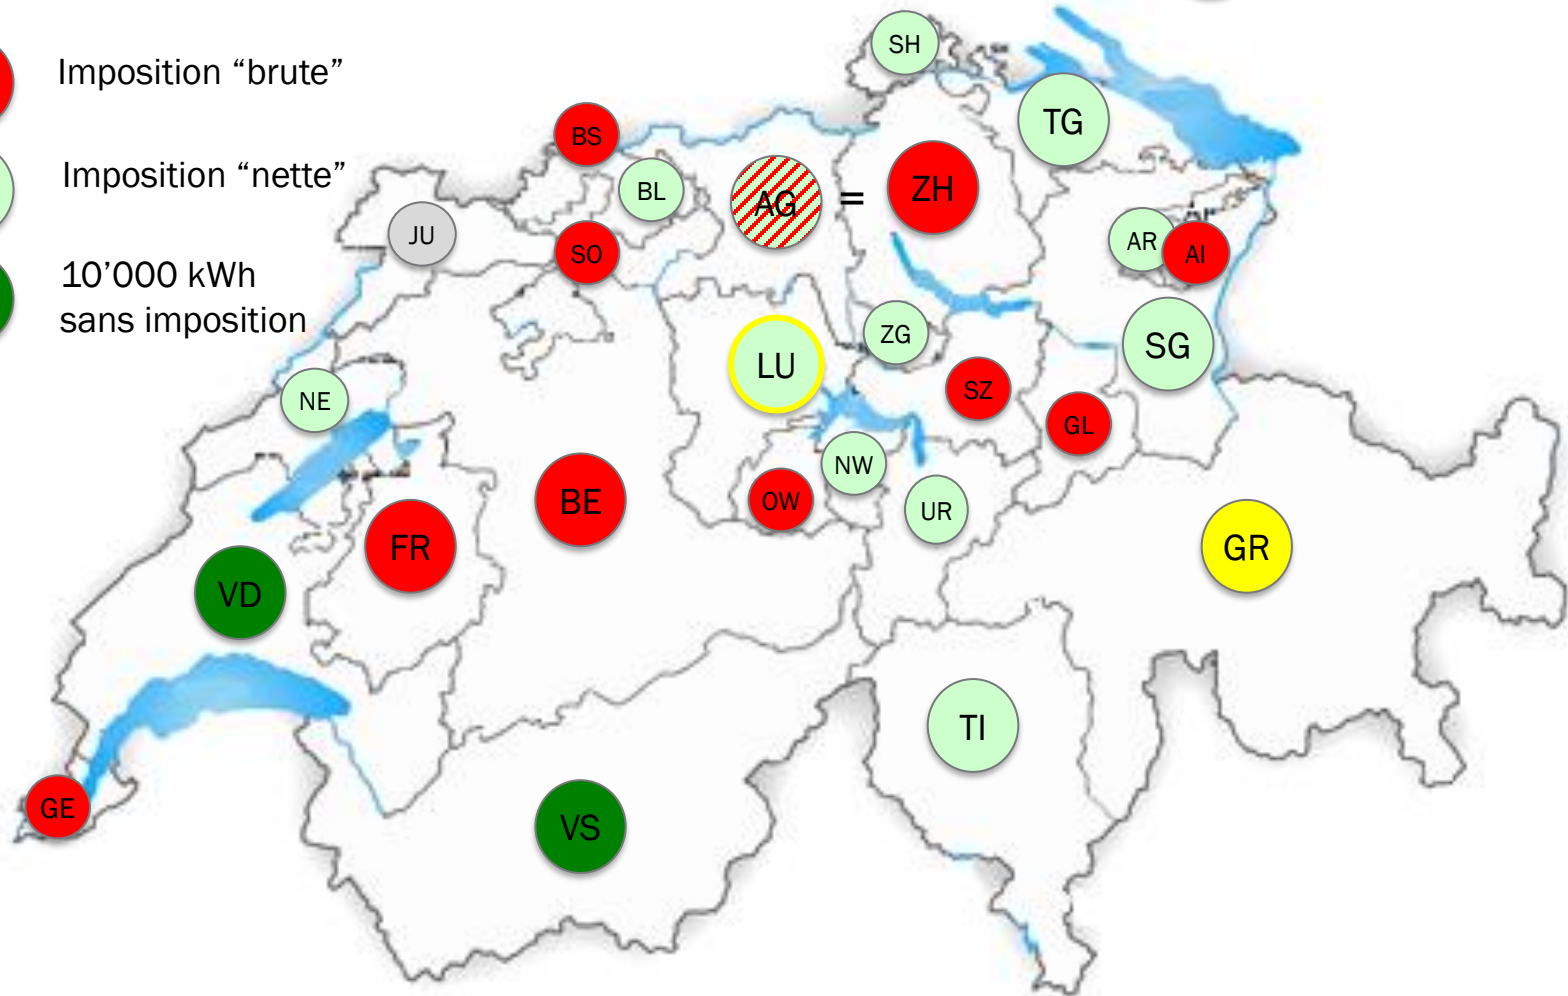 Imposition “brute”
Imposition “nette”
10’000 kWh
sans imposition
SH
TG
BS
BL
AG = ZH
JU
SO
AR
AI
ZG
SG
LU
SZ
NE
GL
NW
OW
UR
BE
FR
GR
VD
TI
GE
VS